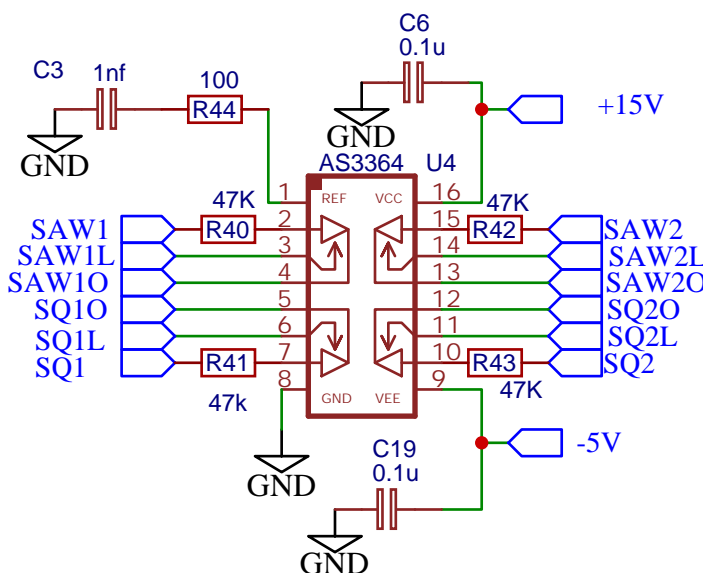 C6
0.1u
C3
1nf
100
R44
+15V
GND
GND
AS3364
U4
1
REF
VCC
16
47K
47K
SAW1
R40
2
15
R42
SAW2
SAW1L
3
14
SAW2L
SAW1O
4
13
SAW2O
SQ1O
5
12
SQ2O
SQ1L
6
11
SQ2L
SQ1
R41
7
10
R43
SQ2
47k
8
GND
VEE
9
47K
C19
0.1u
-5V
GND
GND